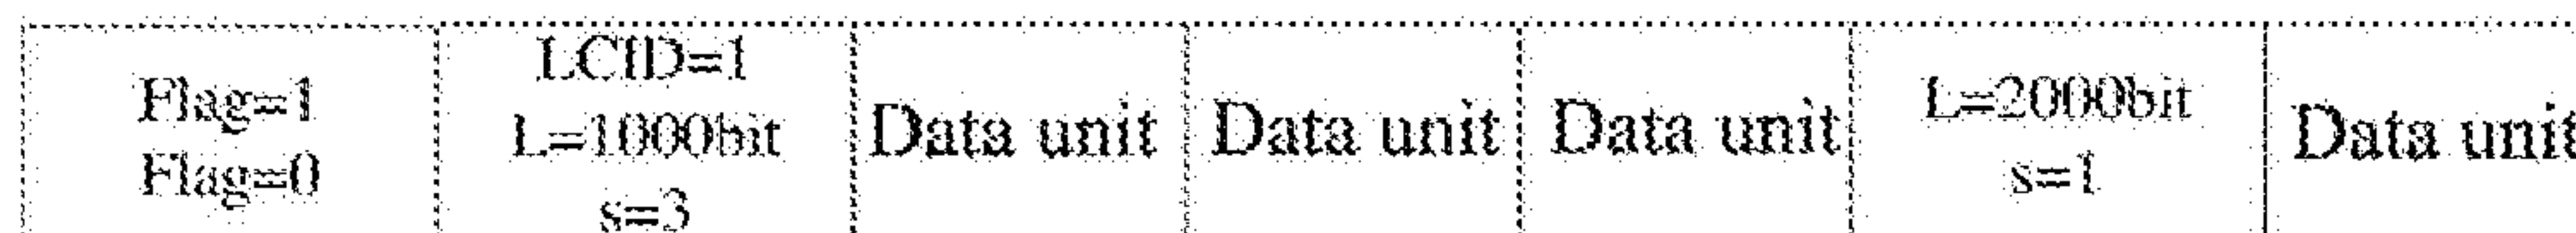 Flag=1
Flag=0
LCID=1
L=1000bit
s=3
Data unit
Data unit
Data unit
L=2000bit
s=1
Data unit